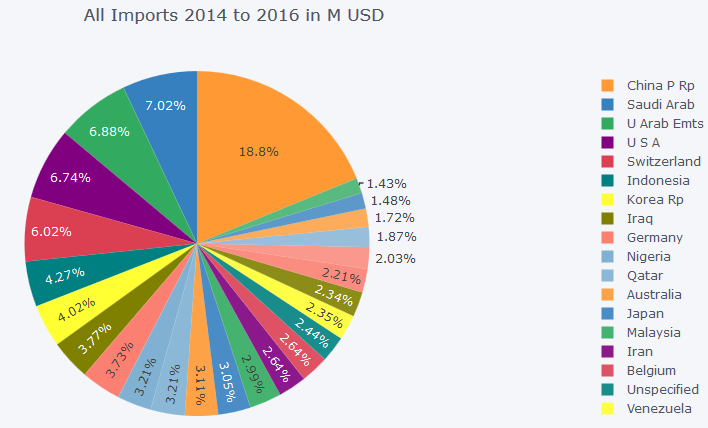 All Imports 2014 to 2016 in M USD
7.02%
18.8%
6.88%
6.74%
6.02%
4.27%
4.02%
3.77%
3.73%
3.21%
3.21%
3.11%
3.05%
2.99%
2.64%
2.64%
2.44%
2.35%
2.34%
2.21%
2.03%
1.87%
1.72%
1.48%
1.43%
China P Rp
Saudi Arab
U Arab Emts
U S A
Switzerland
Indonesia
Korea Rp
Iraq
Germany
Nigeria
Qatar
Australia
Japan
Malaysia
Iran
Belgium
Unspecified
Venezuela